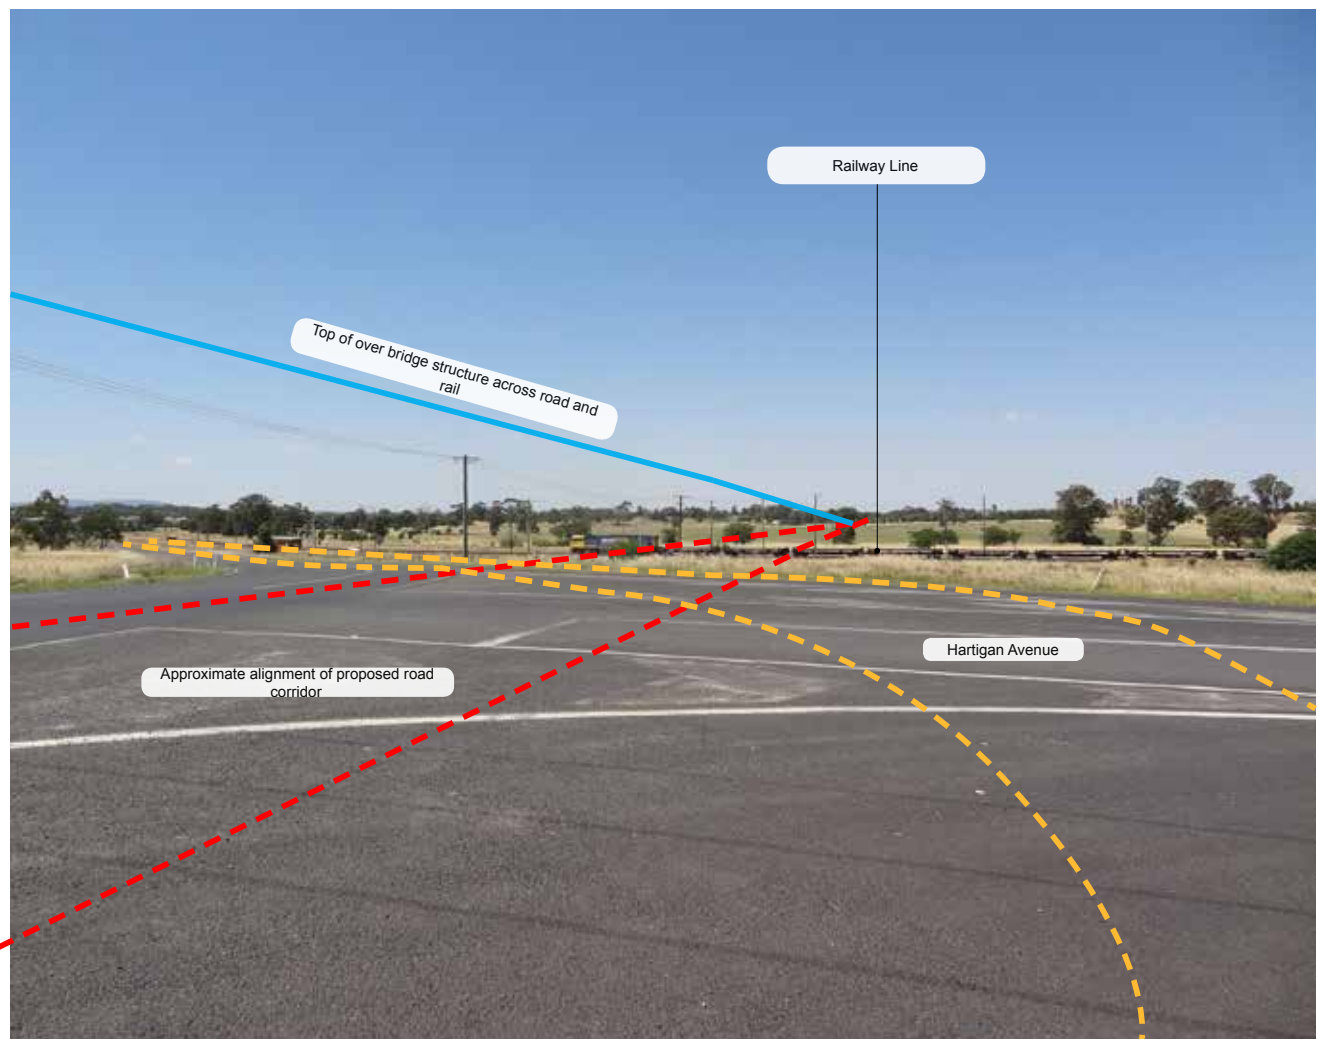 Railway Line
Top of over bridge structure across road and
rail
Hartigan Avenue
Approximate alignment of proposed road
corridor